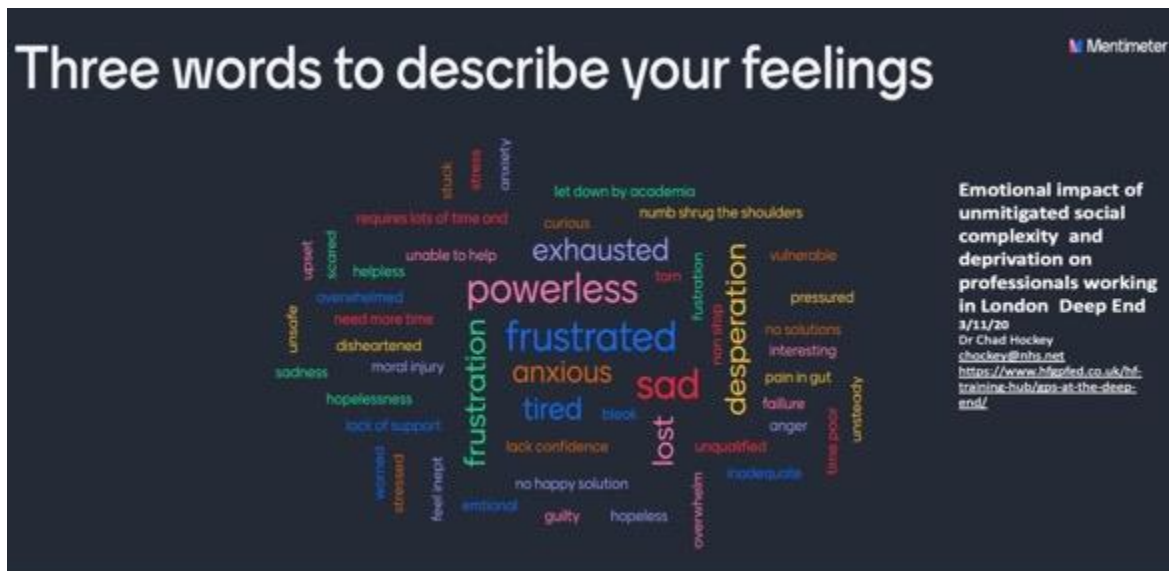 Three words to describe your feelings
Mentimeter
stuck
stress
anxiety
let down by academia
requires lots of time and
curious
numb shrug the shoulders
upset
scared
unable to help
exhausted
vulnerable
helpless
torn
fustration
desperation
powerless
overwhelmed
pressured
unsafe
need more time
frustrated
non stop
no solutions
disheartened
frustration
interesting
sadness
moral injury
anxious
sad
pain in gut
hopelessness
tired
bleak
failure
unsteady
lack of support
lost
anger
time poor
lack confidence
unqualified
worried
stressed
feel inept
no happy solution
overwhelm
inadequate
emtional
guilty
hopeless
Emotional impact of
unmitigated social
complexity and
deprivation on
professionals working
in London Deep End
3/11/20
Dr Chad Hockey
chockey@nhs.net
https://www.hfgpfed.co.uk/hf-
training-hub/gps-at-the-deep-
end/